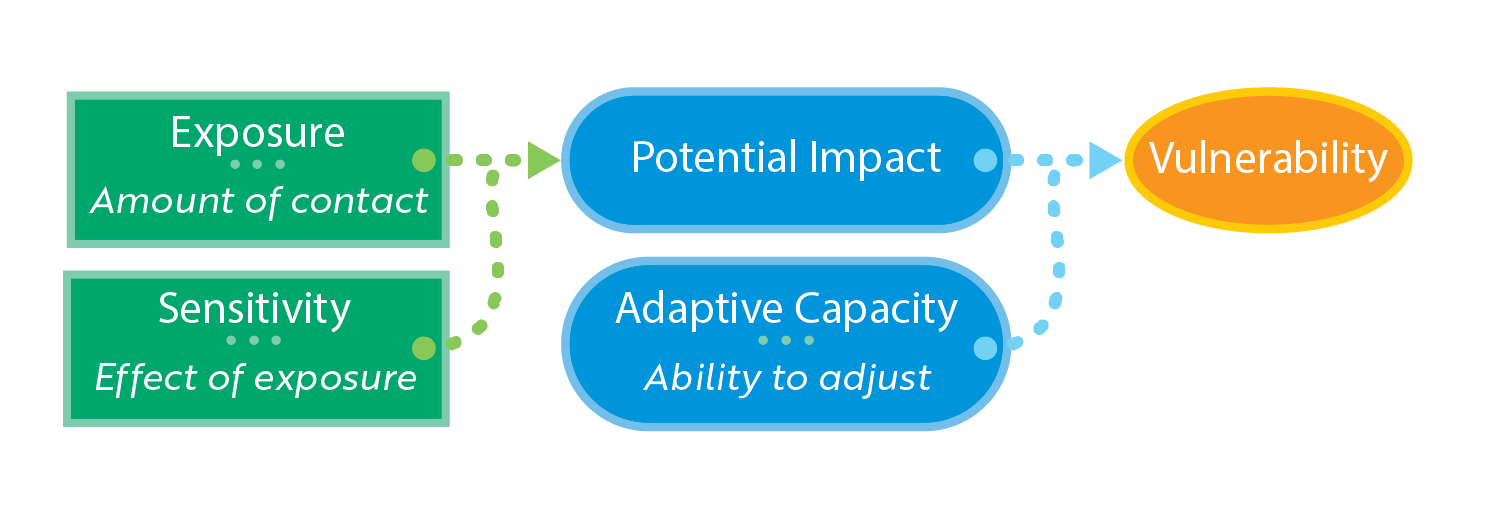 Exposure
Amount of contact
Sensitivity
Effect of exposure
Potential Impact
Adaptive Capacity
Ability to adjust
Vulnerability